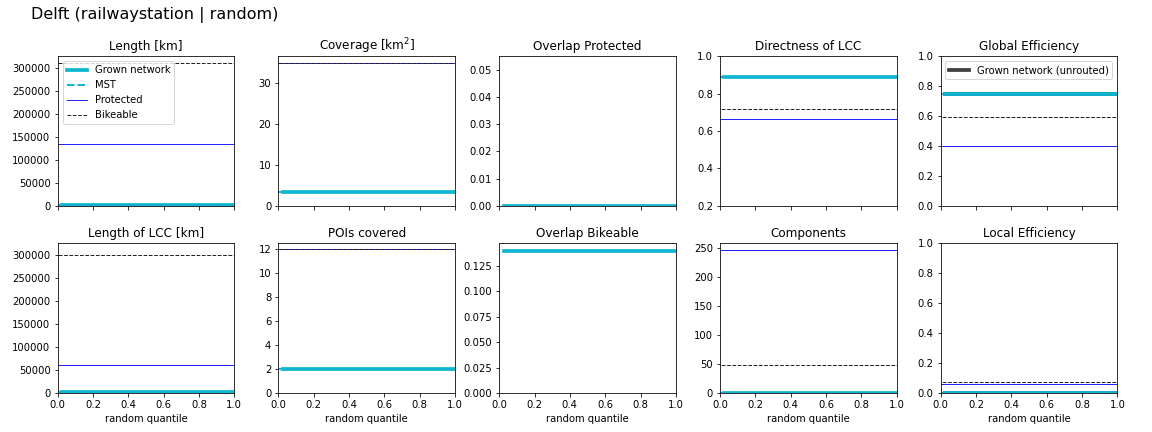 Delft (railwaystation | random)
Length [km]
300000
250000
200000
150000
100000
50000
0
Grown network
MST
Protected
Bikeable
Coverage [km²]
30
20
10
0
Overlap Protected
0.05
0.04
0.03
0.02
0.01
0.00
Directness of LCC
1.0
0.8
0.6
0.4
0.2
Global Efficiency
1.0
0.8
0.6
0.4
0.2
0.0
Grown network (unrouted)
Length of LCC [km]
300000
250000
200000
150000
100000
50000
0
0.0 0.2 0.4 0.6 0.8 1.0
random quantile
POIs covered
12
10
8
6
4
2
0
0.0 0.2 0.4 0.6 0.8 1.0
random quantile
Overlap Bikeable
0.125
0.100
0.075
0.050
0.025
0.000
0.0 0.2 0.4 0.6 0.8 1.0
random quantile
Components
250
200
150
100
50
0
0.0 0.2 0.4 0.6 0.8 1.0
random quantile
Local Efficiency
1.0
0.8
0.6
0.4
0.2
0.0
0.0 0.2 0.4 0.6 0.8 1.0
random quantile